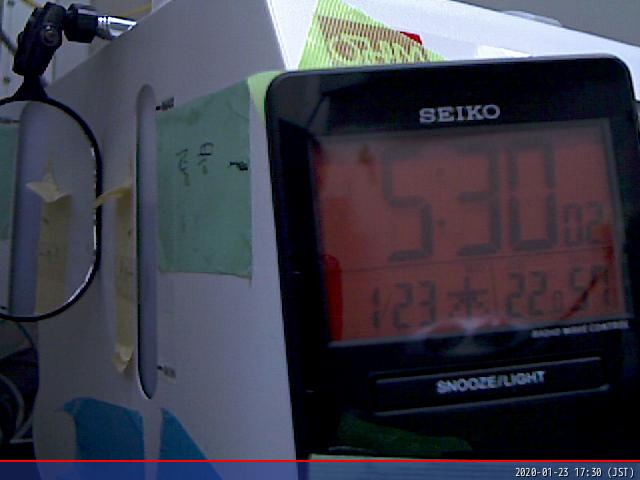 SEIKO
5:30 02
1/23 木 22.0 57
RADIO WAVE CONTROL
SNOOZE/LIGHT
2020-01-23 17:30 (JST)